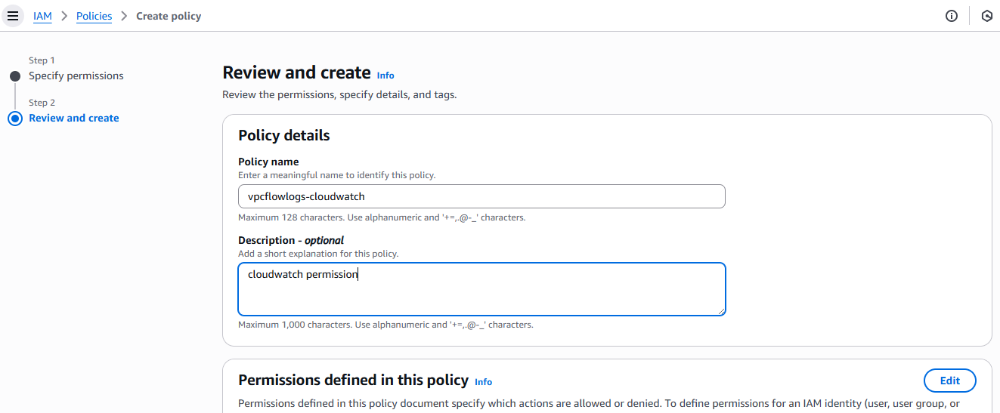 IAM > Policies > Create policy
Step 1
Specify permissions
Step 2
Review and create
Review and create Info
Review the permissions, specify details, and tags.
Policy details
Policy name
Enter a meaningful name to identify this policy.
vpcflowlogs-cloudwatch
Maximum 128 characters. Use alphanumeric and '+=,.@-_' characters.
Description - optional
Add a short explanation for this policy.
cloudwatch permission
Maximum 1,000 characters. Use alphanumeric and '+=,.@-_' characters.
Permissions defined in this policy Info
Edit
Permissions defined in this policy document specify which actions are allowed or denied. To define permissions for an IAM identity (user, user group, or